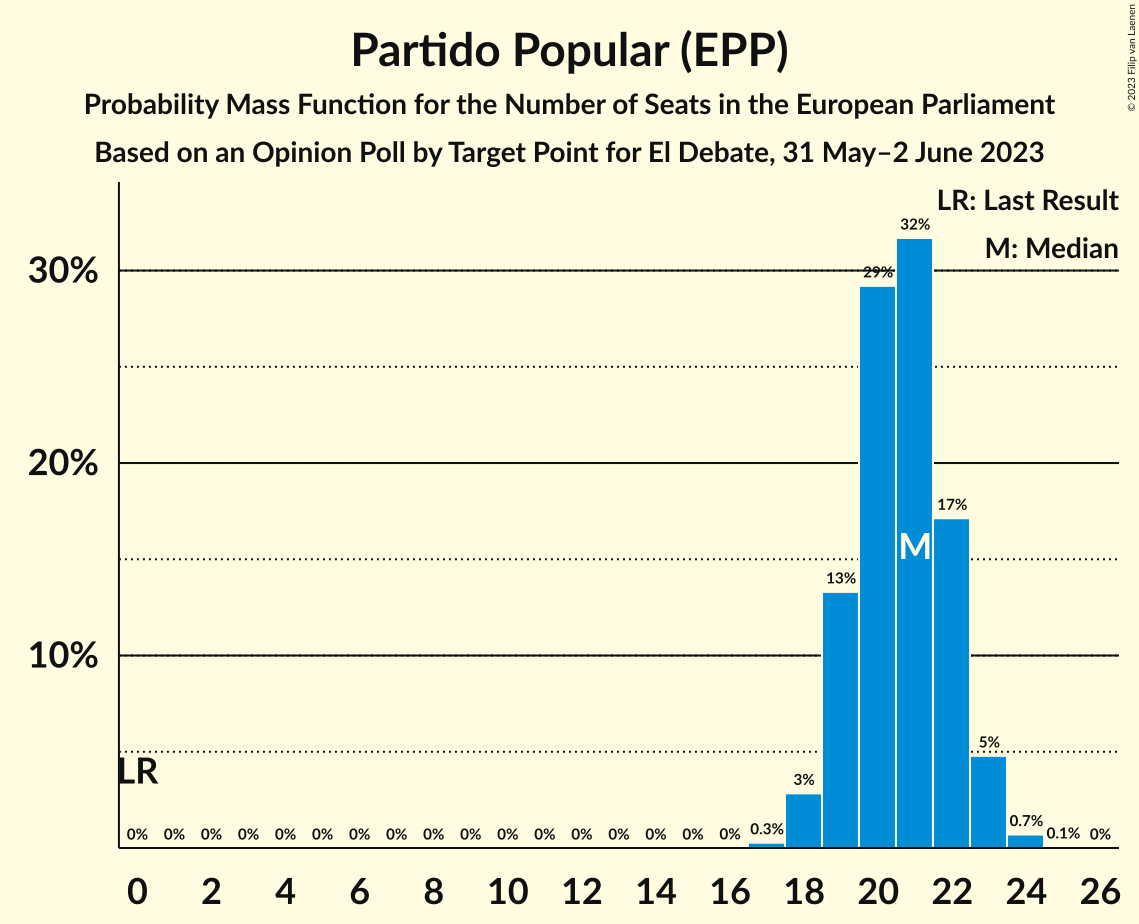 © 2023 Filip van Laenen
Partido Popular (EPP)
Probability Mass Function for the Number of Seats in the European Parliament
Based on an Opinion Poll by Target Point for El Debate, 31 May–2 June 2023
LR: Last Result
M: Median
32%
30%
29%
20%
17%
M
13%
10%
5%
LR
3%
0% 0% 0% 0% 0% 0% 0% 0% 0% 0% 0% 0% 0% 0% 0% 0% 0% 0.3% 0.7% 0.1% 0%
0 2 4 6 8 10 12 14 16 18 20 22 24 26